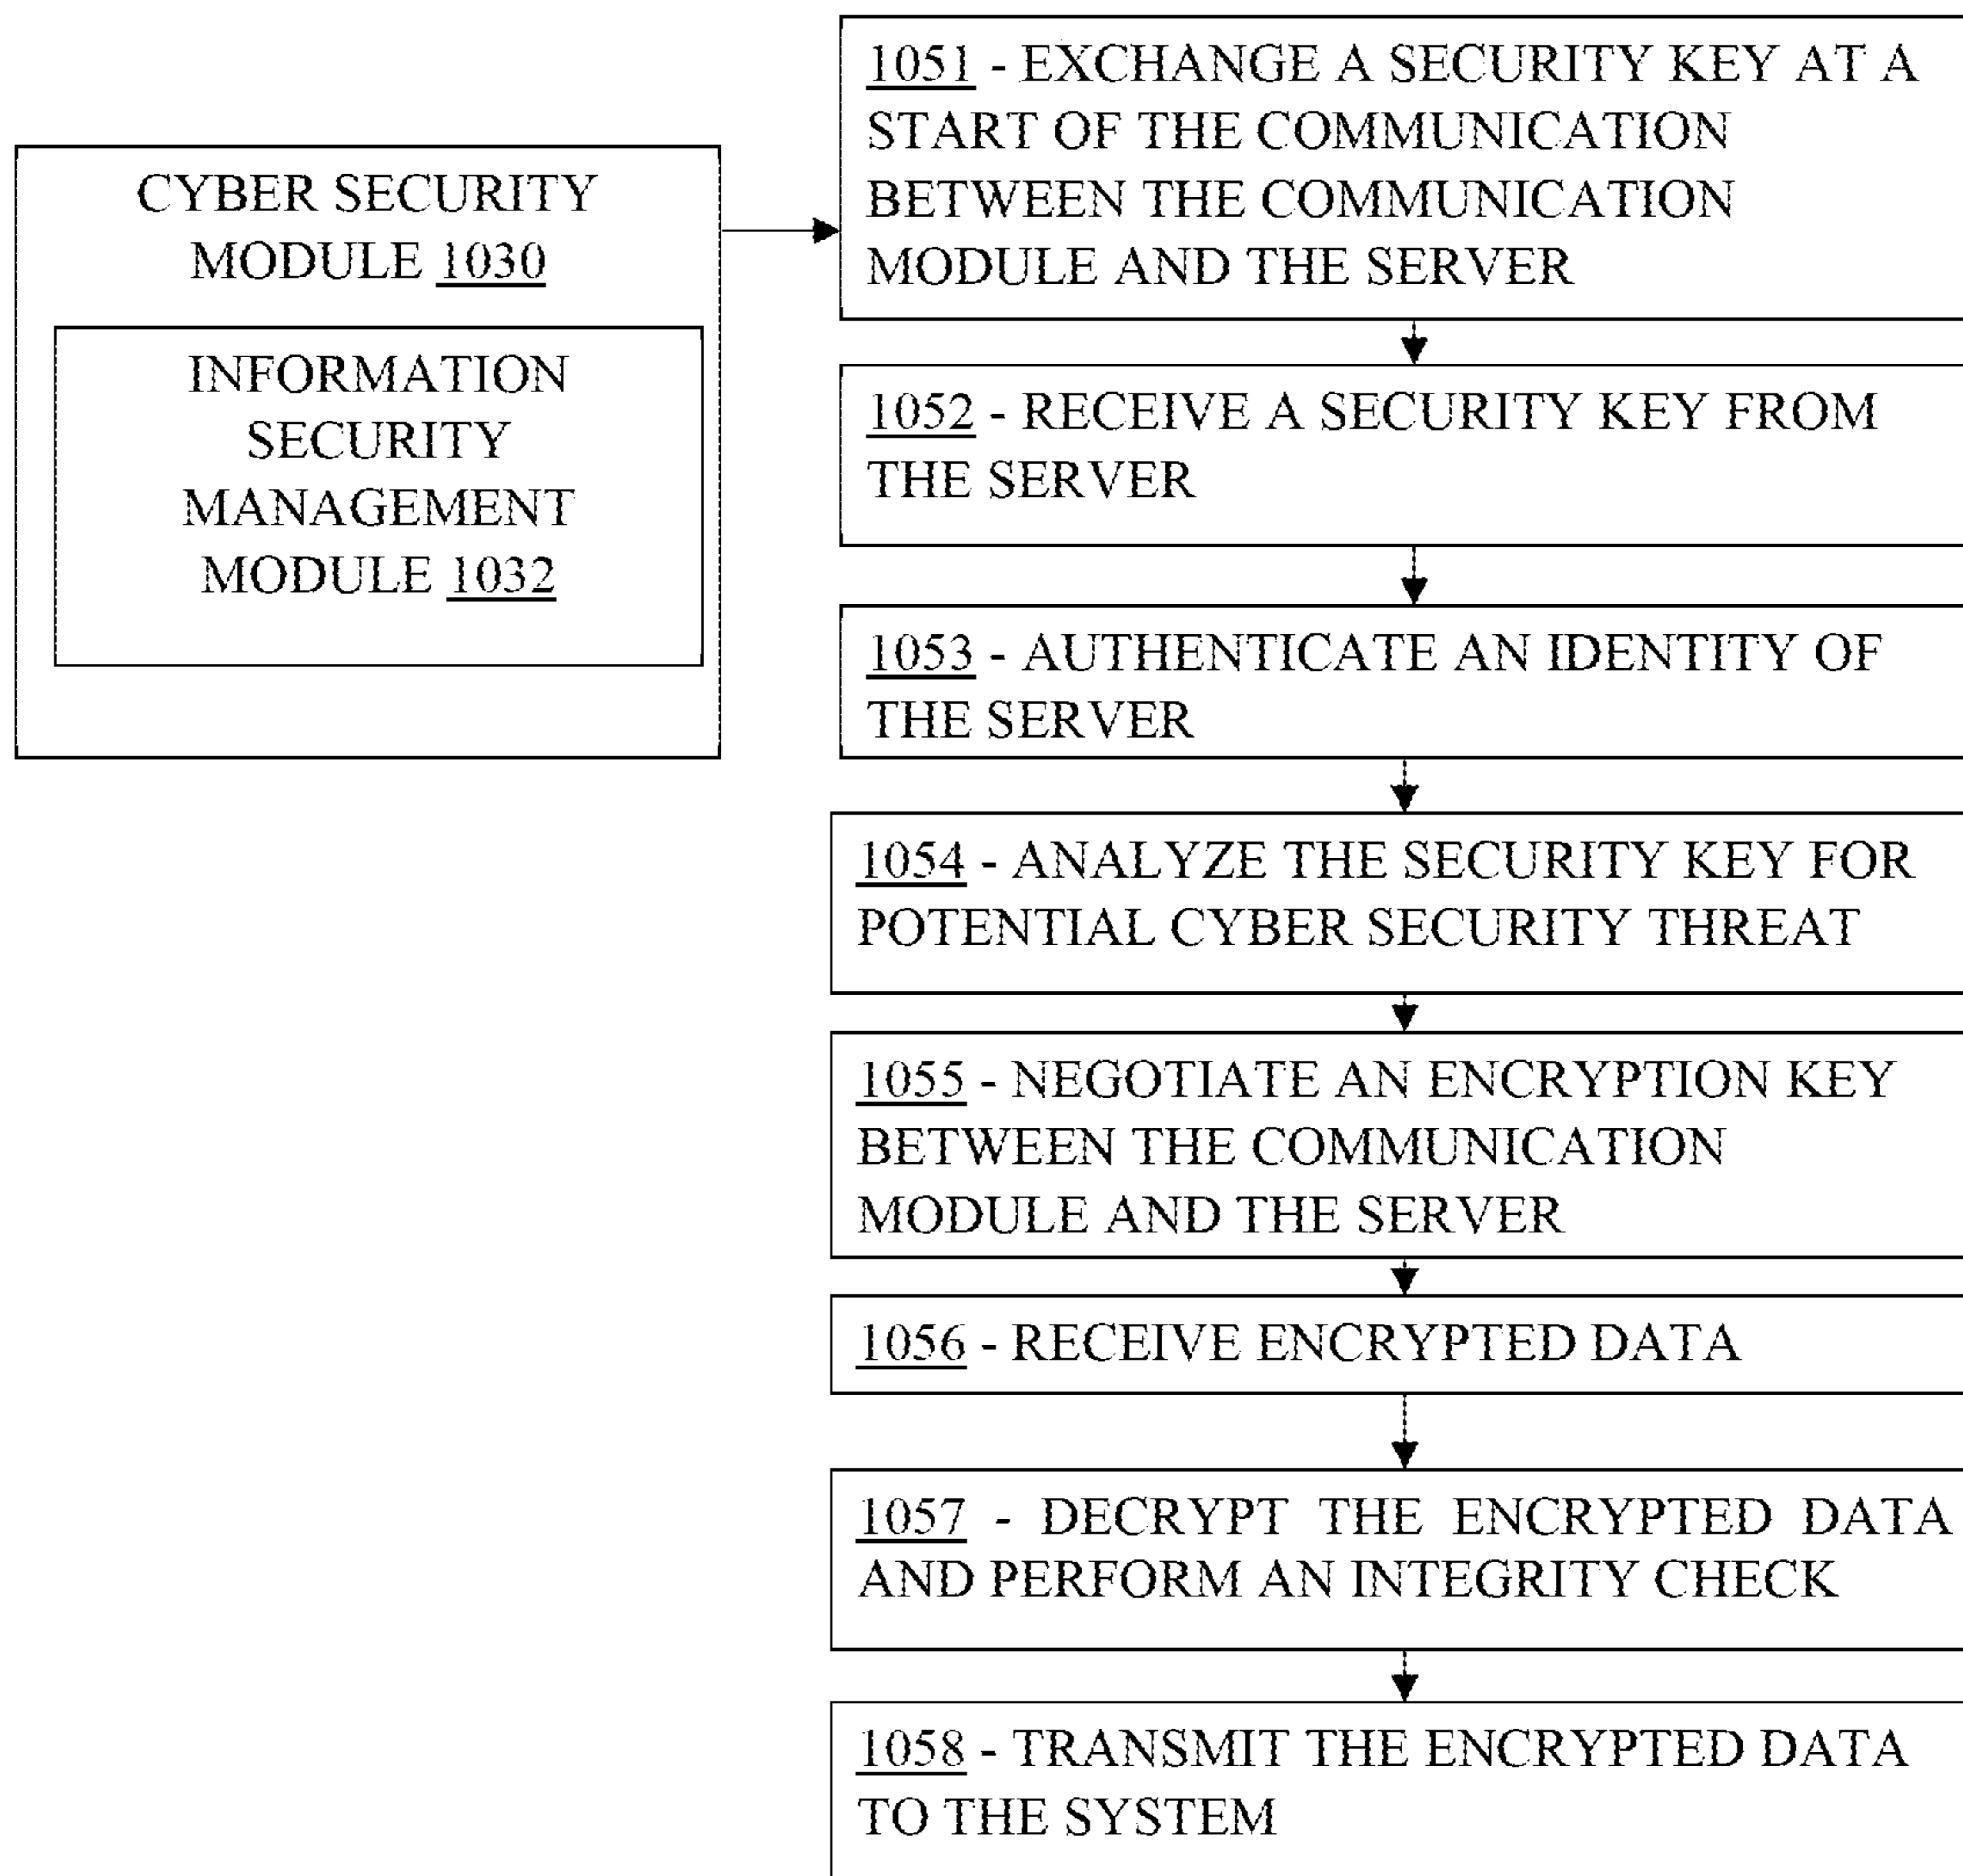 CYBER SECURITY
MODULE 1030
INFORMATION
SECURITY
MANAGEMENT
MODULE 1032
1051 - EXCHANGE A SECURITY KEY AT A
START OF THE COMMUNICATION
BETWEEN THE COMMUNICATION
MODULE AND THE SERVER
1052 - RECEIVE A SECURITY KEY FROM
THE SERVER
1053 - AUTHENTICATE AN IDENTITY OF
THE SERVER
1054 - ANALYZE THE SECURITY KEY FOR
POTENTIAL CYBER SECURITY THREAT
1055 - NEGOTIATE AN ENCRYPTION KEY
BETWEEN THE COMMUNICATION
MODULE AND THE SERVER
1056 - RECEIVE ENCRYPTED DATA
1057 - DECRYPT THE ENCRYPTED DATA
AND PERFORM AN INTEGRITY CHECK
1058 - TRANSMIT THE ENCRYPTED DATA
TO THE SYSTEM